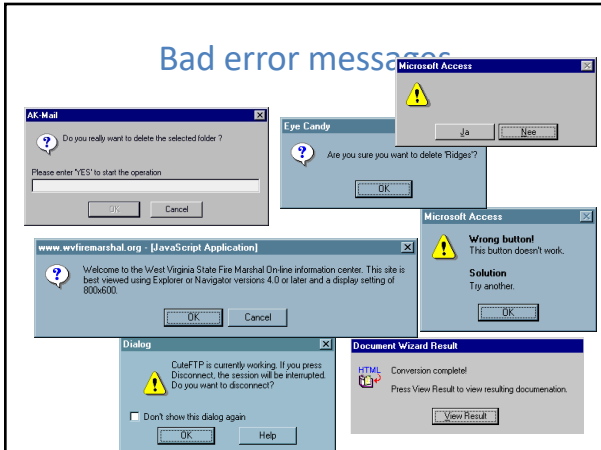 Bad error messages
Microsoft Access
Ja
Nee
AK-Mail
Do you really want to delete the selected folder ?
Please enter 'YES' to start the operation
OK
Cancel
Eye Candy
Are you sure you want to delete 'Ridges'?
OK
Microsoft Access
Wrong button!
This button doesn't work.
Solution
Try another.
OK
www.wvfiremarshal.org - [JavaScript Application]
Welcome to the West Virginia State Fire Marshal On-line information center. This site is
best viewed using Explorer or Navigator versions 4.0 or later and a display setting of
800x600.
OK
Cancel
Dialog
CuteFTP is currently working. If you press
Disconnect, the session will be interrupted.
Do you want to disconnect?
Don't show this dialog again
OK
Help
Document Wizard Result
HTML
Conversion complete!
Press View Result to view resulting documenation.
View Result